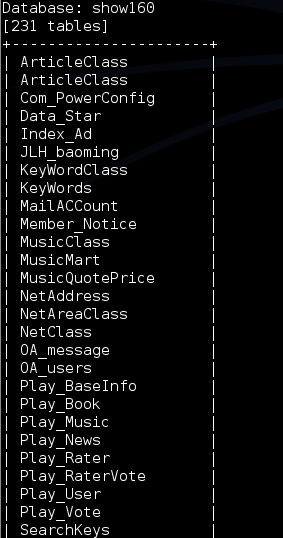 Database: show160
[231 tables]
+----------------------+
| ArticleClass |
| ArticleClass |
| Com_PowerConfig |
| Data_Star |
| Index_Ad |
| JLH_baoming |
| KeyWordClass |
| KeyWords |
| MailACCount |
| Member_Notice |
| MusicClass |
| MusicMart |
| MusicQuotePrice |
| NetAddress |
| NetAreaClass |
| NetClass |
| OA_message |
| OA_users |
| Play_BaseInfo |
| Play_Book |
| Play_Music |
| Play_News |
| Play_Rater |
| Play_RaterVote |
| Play_User |
| Play_Vote |
| SearchKeys |